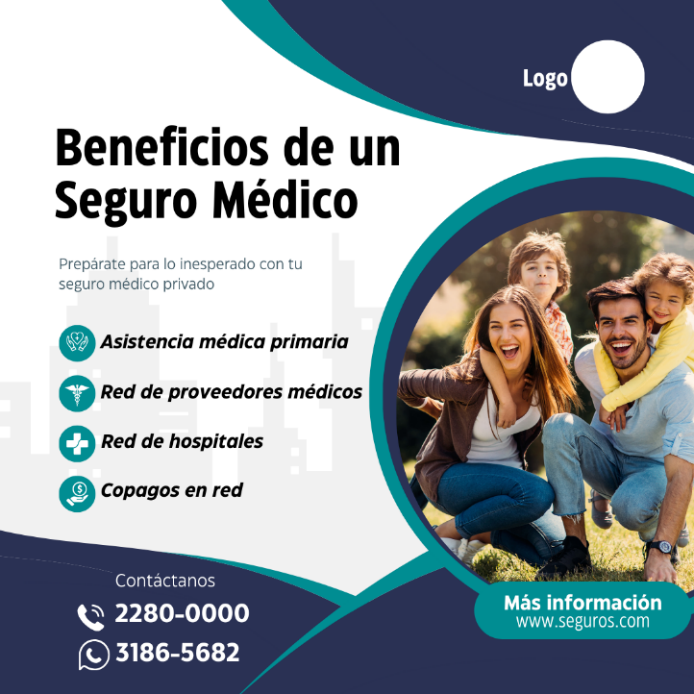 Logo
Beneficios de un
Seguro Médico
Prepárate para lo inesperado con tu
seguro médico privado
Asistencia médica primaria
Red de proveedores médicos
Red de hospitales
$
Copagos en red
Contáctanos
2280-0000
3186-5682
Más información
www.seguros.com